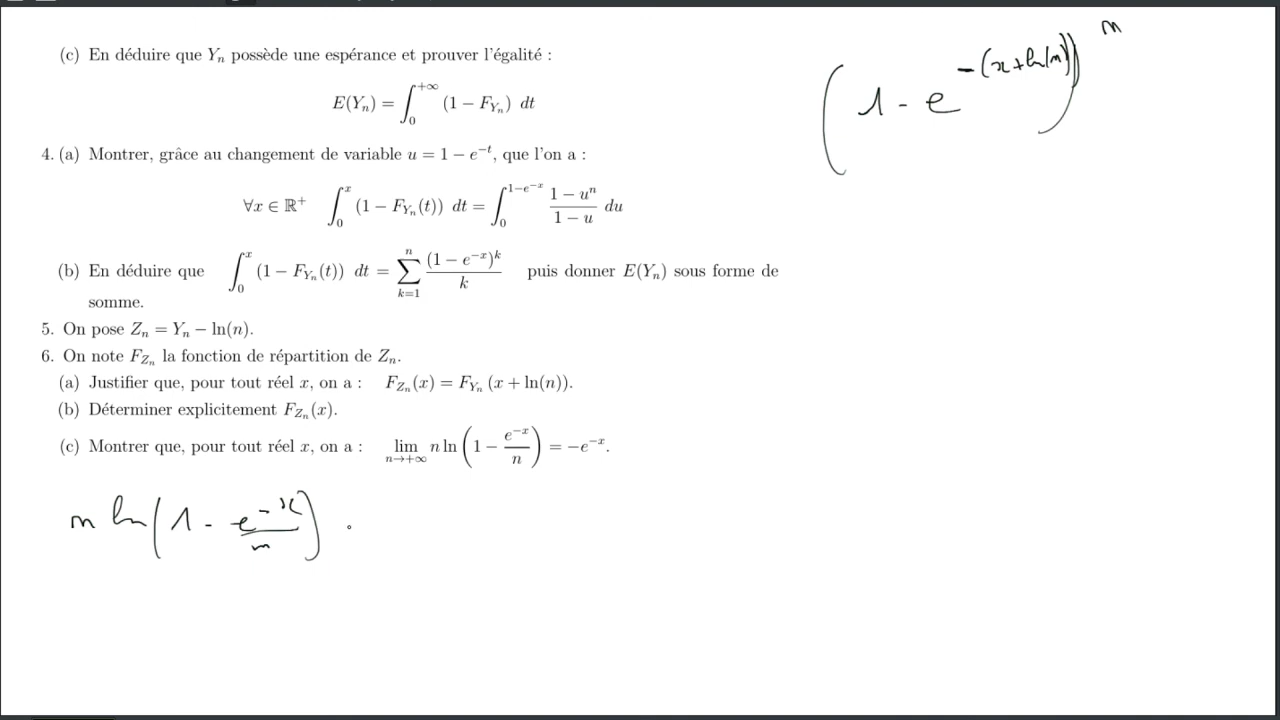 (c) En déduire que Yₙ possède une espérance et prouver l'égalité :
E(Yₙ) = ∫₀^{+∞} (1 − F_{Yₙ}) dt
(1 - e^{-(x+ln(n))})^n
4. (a) Montrer, grâce au changement de variable u = 1 − e^{−t}, que l'on a :
∀x ∈ ℝ⁺ ∫₀^x (1 − F_{Yₙ}(t)) dt = ∫₀^{1−e^{−x}} (1 − uⁿ)/(1 − u) du
(b) En déduire que ∫₀^x (1 − F_{Yₙ}(t)) dt = ∑_{k=1}^{n} (1 − e^{−x})^k / k puis donner E(Yₙ) sous forme de
somme.
5. On pose Zₙ = Yₙ − ln(n).
6. On note F_{Zₙ} la fonction de répartition de Zₙ.
(a) Justifier que, pour tout réel x, on a : F_{Zₙ}(x) = F_{Yₙ} (x + ln(n)).
(b) Déterminer explicitement F_{Zₙ}(x).
(c) Montrer que, pour tout réel x, on a : lim_{n→+∞} n ln (1 − e^{−x}/n) = −e^{−x}.
n ln (1 - e^{-x}/n)